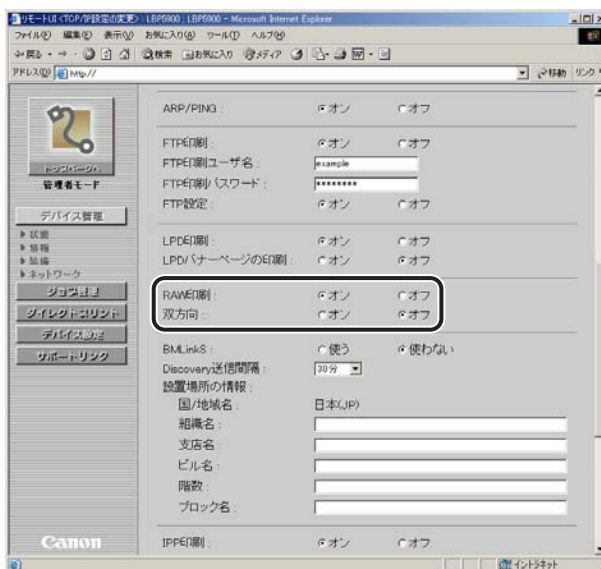 リモートUI<TCP/IP設定の変更> : LBP5900 ; LBP5900 - Microsoft Internet Explorer
ファイル(F) 編集(E) 表示(V) お気に入り(A) ツール(T) ヘルプ(H)
戻る 検索 お気に入り メディア
アドレス(D) http:// 移動 リンク
ARP/PING : オン オフ
FTP印刷 : オン オフ
FTP印刷ユーザ名 : example
FTP印刷パスワード : ********
FTP設定 : オン オフ
LPD印刷 : オン オフ
LPDバナーページの印刷 : オン オフ
RAW印刷 : オン オフ
双方向 : オン オフ
BMLinkS : 使う 使わない
Discovery送信間隔 : 30分
設置場所の情報 :
国/地域名 : 日本(JP)
組織名 :
支店名 :
ビル名 :
階数 :
ブロック名 :
IPP印刷 : オン オフ
トップページへ
管理者モード
デバイス管理
状態
情報
装備
ネットワーク
ジョブ管理
ダイレクトプリント
デバイス設定
サポートリンク
Canon
イントラネット